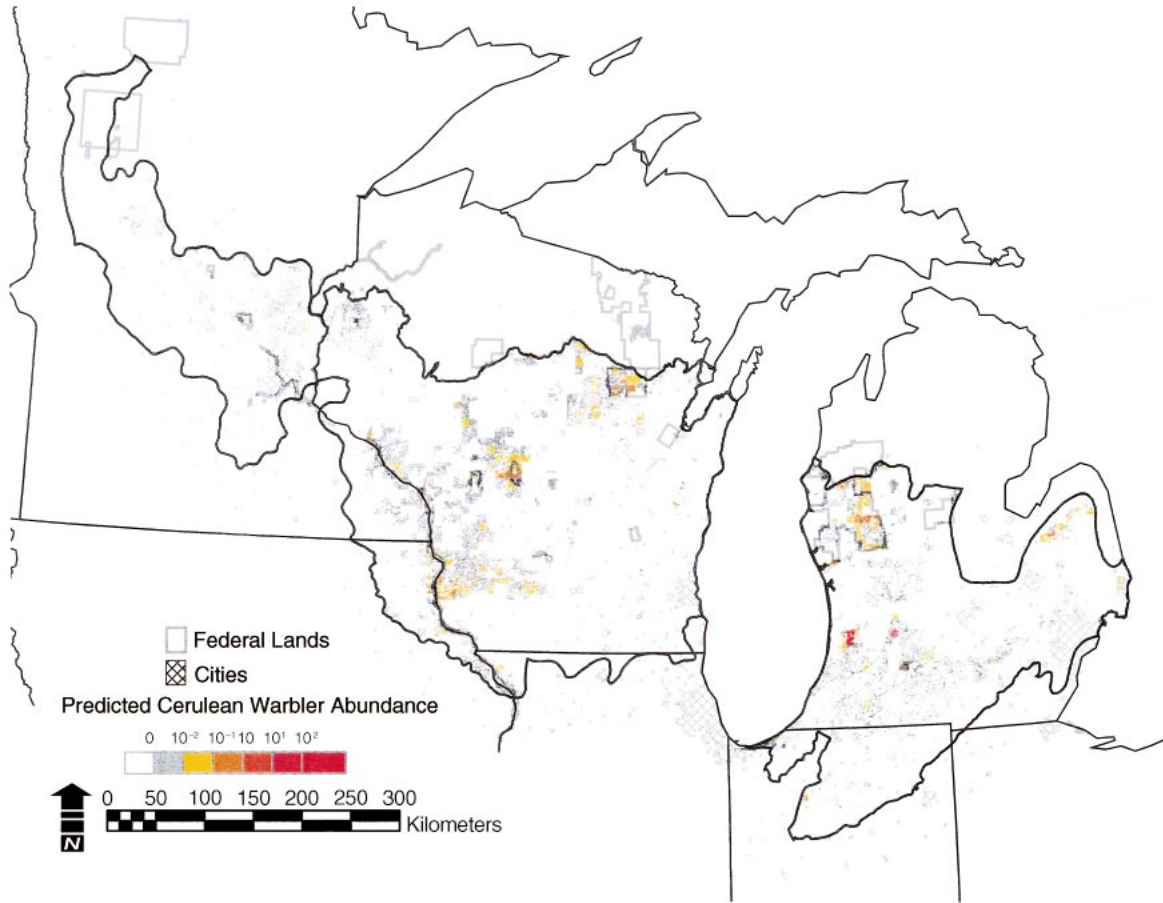 Federal Lands
Cities
Predicted Cerulean Warbler Abundance
0 10⁻² 10⁻¹ 10 10¹ 10²
0 50 100 150 200 250 300
Kilometers
N